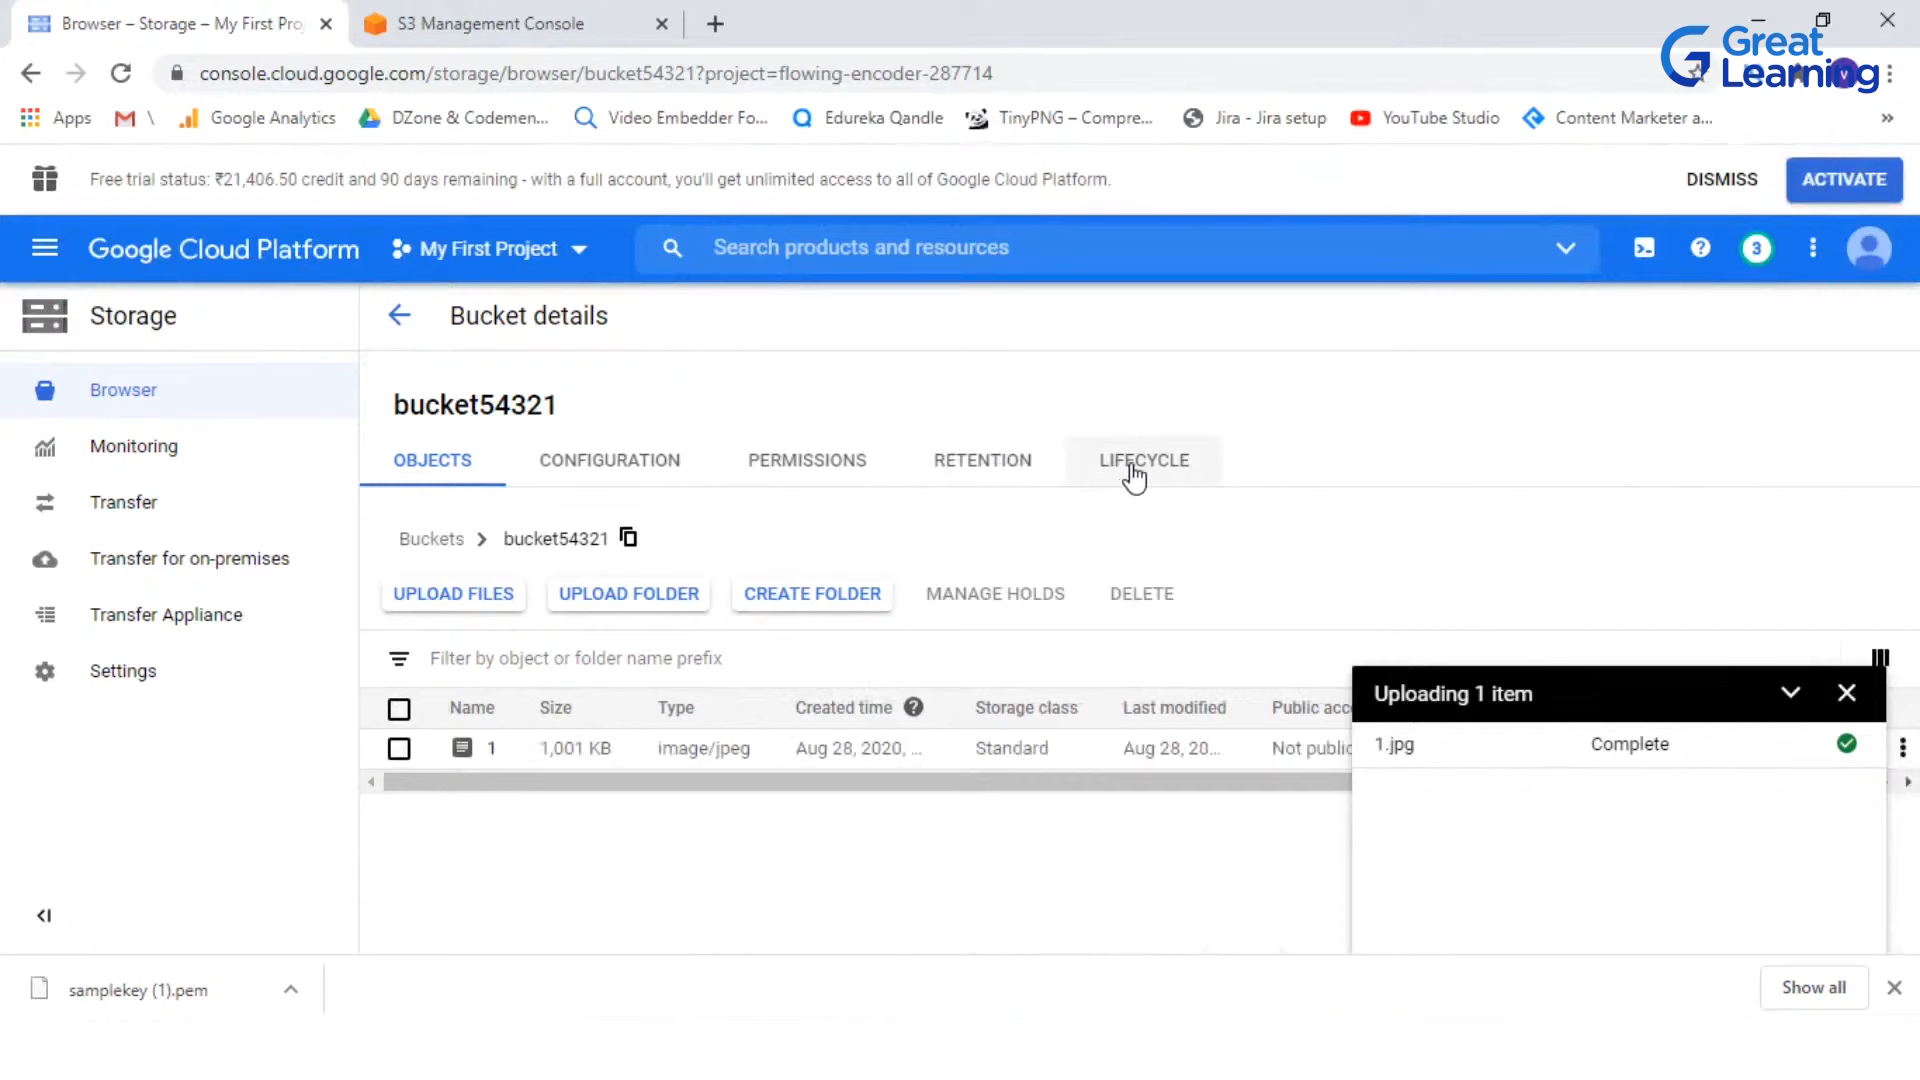 Browser – Storage – My First Pro
S3 Management Console
Great Learning
console.cloud.google.com/storage/browser/bucket54321?project=flowing-encoder-287714
V
Apps
\
Google Analytics
DZone & Codemen...
Video Embedder Fo...
Edureka Qandle
TinyPNG – Compre...
Jira - Jira setup
YouTube Studio
Content Marketer a...
»
Free trial status: ₹21,406.50 credit and 90 days remaining - with a full account, you'll get unlimited access to all of Google Cloud Platform.
DISMISS
ACTIVATE
Google Cloud Platform
My First Project
Search products and resources
3
Storage
Bucket details
Browser
Monitoring
Transfer
Transfer for on-premises
Transfer Appliance
Settings
bucket54321
OBJECTS
CONFIGURATION
PERMISSIONS
RETENTION
LIFECYCLE
Buckets
bucket54321
UPLOAD FILES
UPLOAD FOLDER
CREATE FOLDER
MANAGE HOLDS
DELETE
Filter by object or folder name prefix
Name Size Type Created time Storage class Last modified Public acc
1 1,001 KB image/jpeg Aug 28, 2020, ... Standard Aug 28, 20... Not public
Uploading 1 item
1.jpg Complete
samplekey (1).pem
Show all